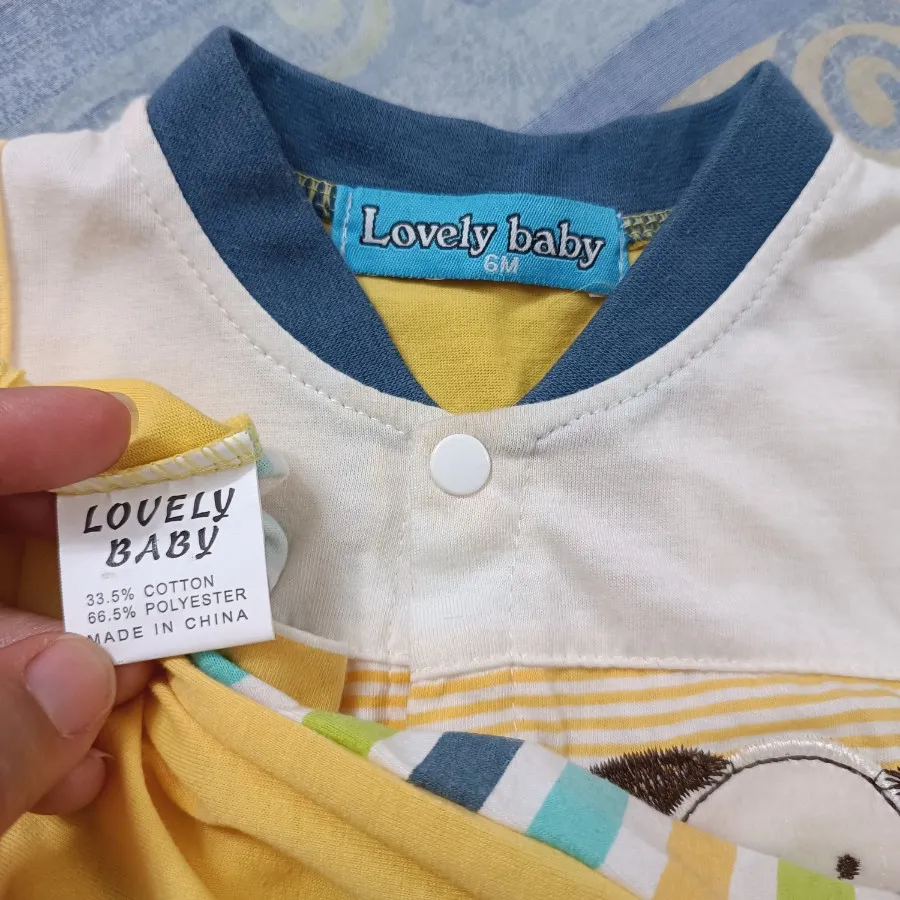 Lovely baby
6M
LOVELY
BABY
33.5% COTTON
66.5% POLYESTER
MADE IN CHINA